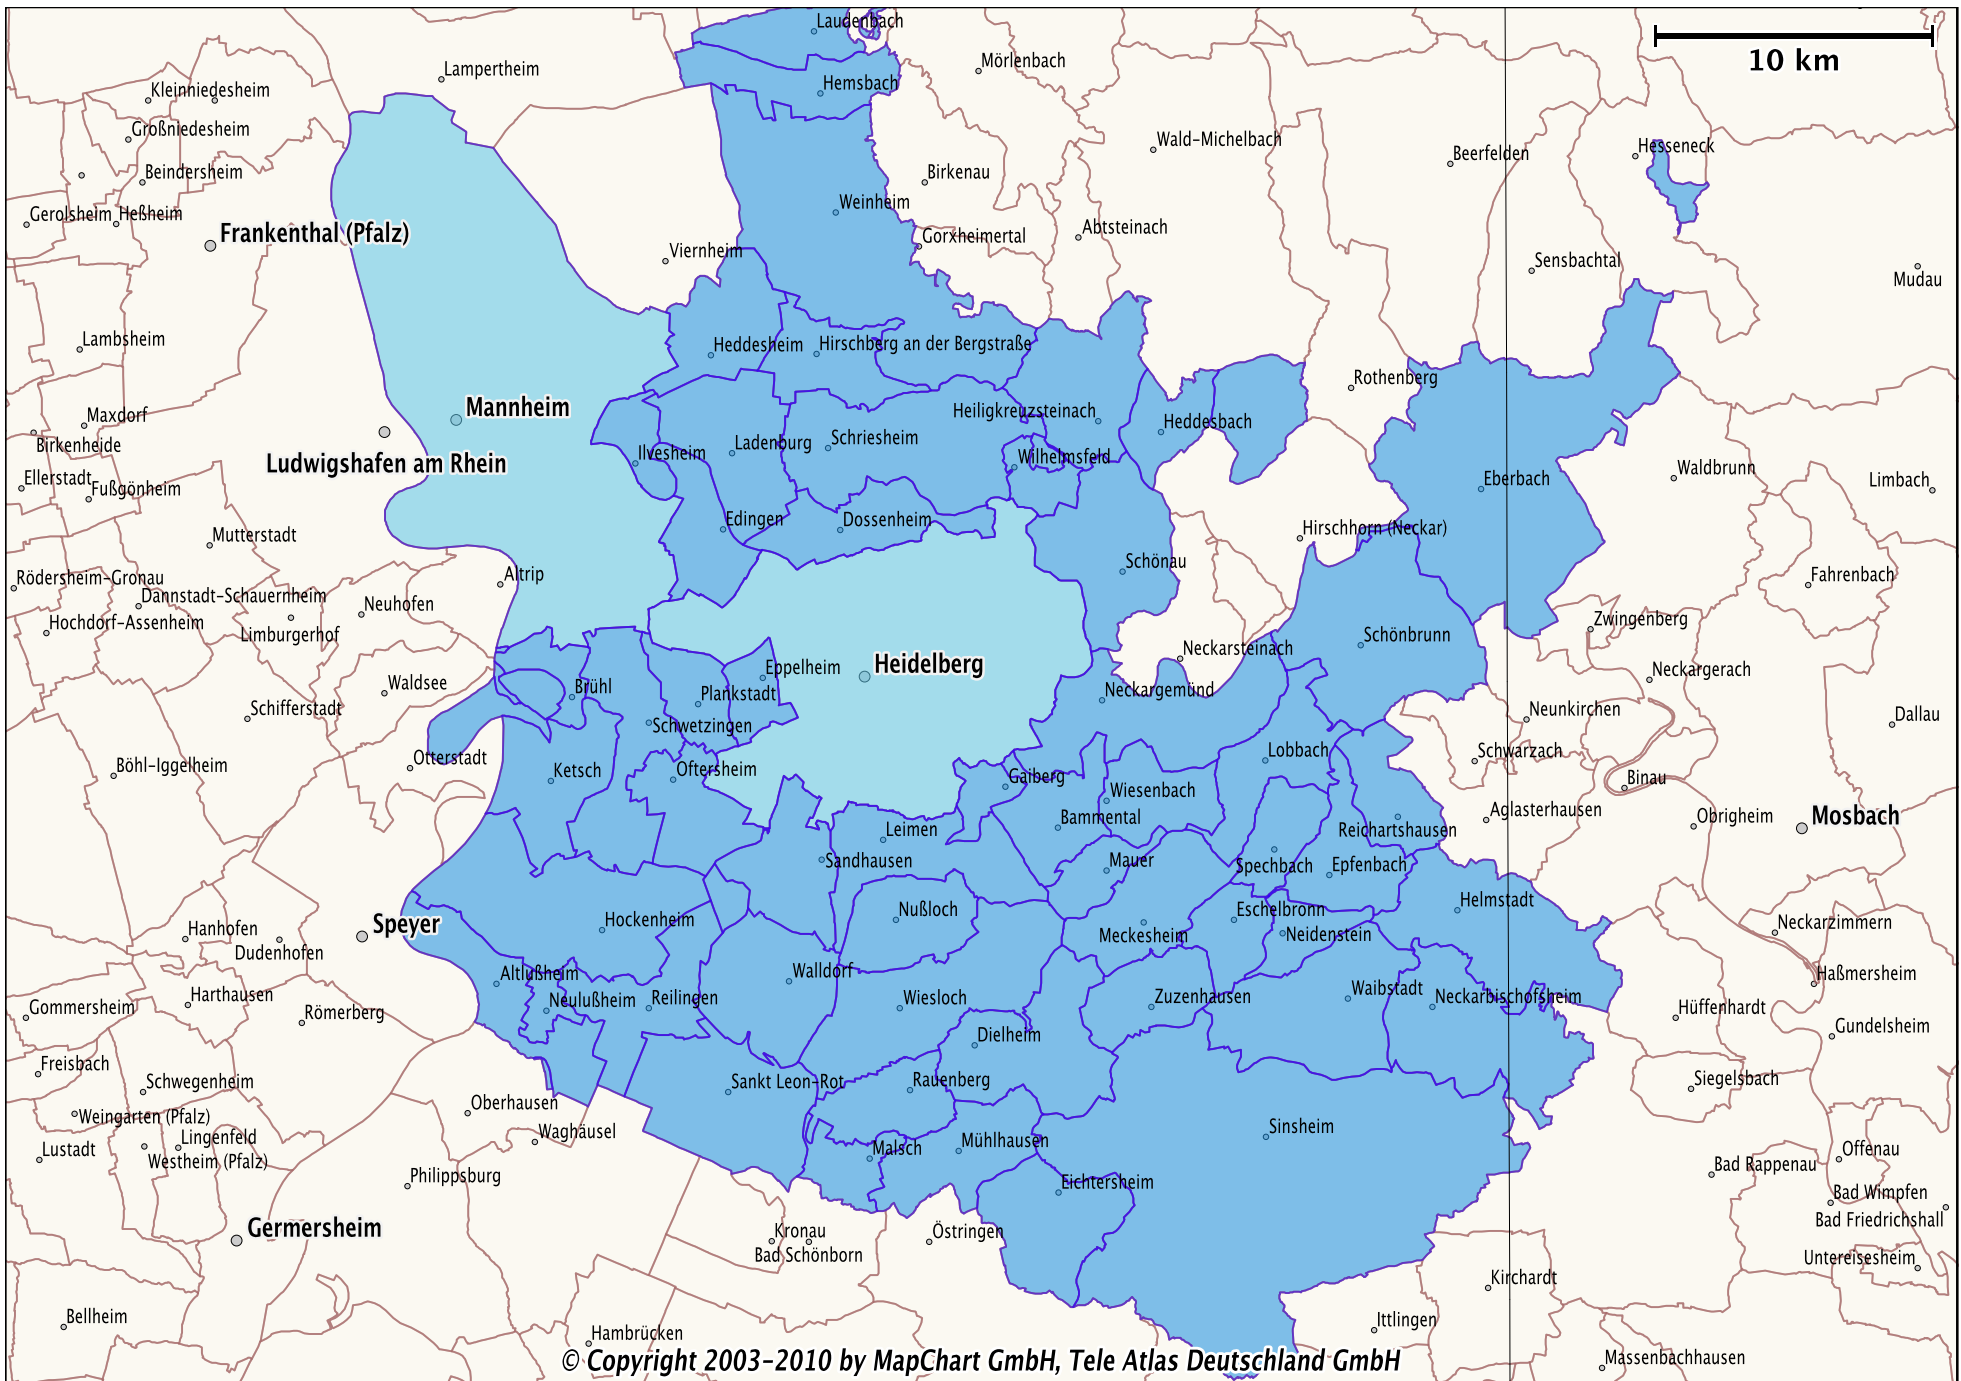 Laudenbach
10 km
Lampertheim
Mörlenbach
Kleinniedesheim
Hemsbach
Großniedesheim
Wald-Michelbach
Hesseneck
Beerfelden
Beindersheim
Birkenau
Weinheim
Gerolsheim
Heßheim
Frankenthal (Pfalz)
Gorxheimertal
Abtsteinach
Viernheim
Sensbachtal
Mudau
Lambsheim
Heddesheim
Hirschberg an der Bergstraße
Rothenberg
Maxdorf
Mannheim
Heiligkreuzsteinach
Heddesbach
Birkenheide
Ludwigshafen am Rhein
Ilvesheim
Ladenburg
Schriesheim
Wilhelmsfeld
Waldbrunn
Ellerstadt
Fußgönheim
Eberbach
Limbach
Edingen
Dossenheim
Hirschhorn (Neckar)
Mutterstadt
Schönau
Rödersheim-Gronau
Altrip
Fahrenbach
Dannstadt-Schauernheim
Neuhofen
Hochdorf-Assenheim
Limburgerhof
Zwingenberg
Schönbrunn
Neckarsteinach
Eppelheim
Heidelberg
Neckargerach
Waldsee
Brühl
Plankstadt
Neckargemünd
Schifferstadt
Schwetzingen
Neunkirchen
Dallau
Otterstadt
Lobbach
Schwarzach
Böhl-Iggelheim
Ketsch
Oftersheim
Gaiberg
Binau
Wiesenbach
Bammental
Aglasterhausen
Obrigheim
Mosbach
Leimen
Reichartshausen
Sandhausen
Mauer
Spechbach
Epfenbach
Helmstadt
Speyer
Hockenheim
Nußloch
Eschelbronn
Hanhofen
Meckesheim
Neidenstein
Neckarzimmern
Dudenhofen
Altlußheim
Walldorf
Haßmersheim
Harthausen
Neulußheim
Reilingen
Wiesloch
Zuzenhausen
Waibstadt
Neckarbischofsheim
Gommersheim
Römerberg
Hüffenhardt
Gundelsheim
Dielheim
Freisbach
Schwegenheim
Sankt Leon-Rot
Rauenberg
Siegelsbach
Weingarten (Pfalz)
Oberhausen
Sinsheim
Lingenfeld
Waghäusel
Lustadt
Westheim (Pfalz)
Malsch
Mühlhausen
Offenau
Philippsburg
Eichtersheim
Bad Rappenau
Bad Wimpfen
Germersheim
Kronau
Östringen
Bad Friedrichshall
Bad Schönborn
Untereisesheim
Kirchardt
Bellheim
Ittlingen
Hambrücken
Massenbachhausen
© Copyright 2003-2010 by MapChart GmbH, Tele Atlas Deutschland GmbH